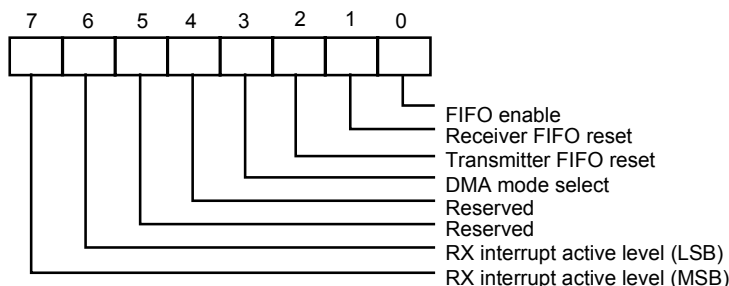 7 6 5 4 3 2 1 0
FIFO enable
Receiver FIFO reset
Transmitter FIFO reset
DMA mode select
Reserved
Reserved
RX interrupt active level (LSB)
RX interrupt active level (MSB)